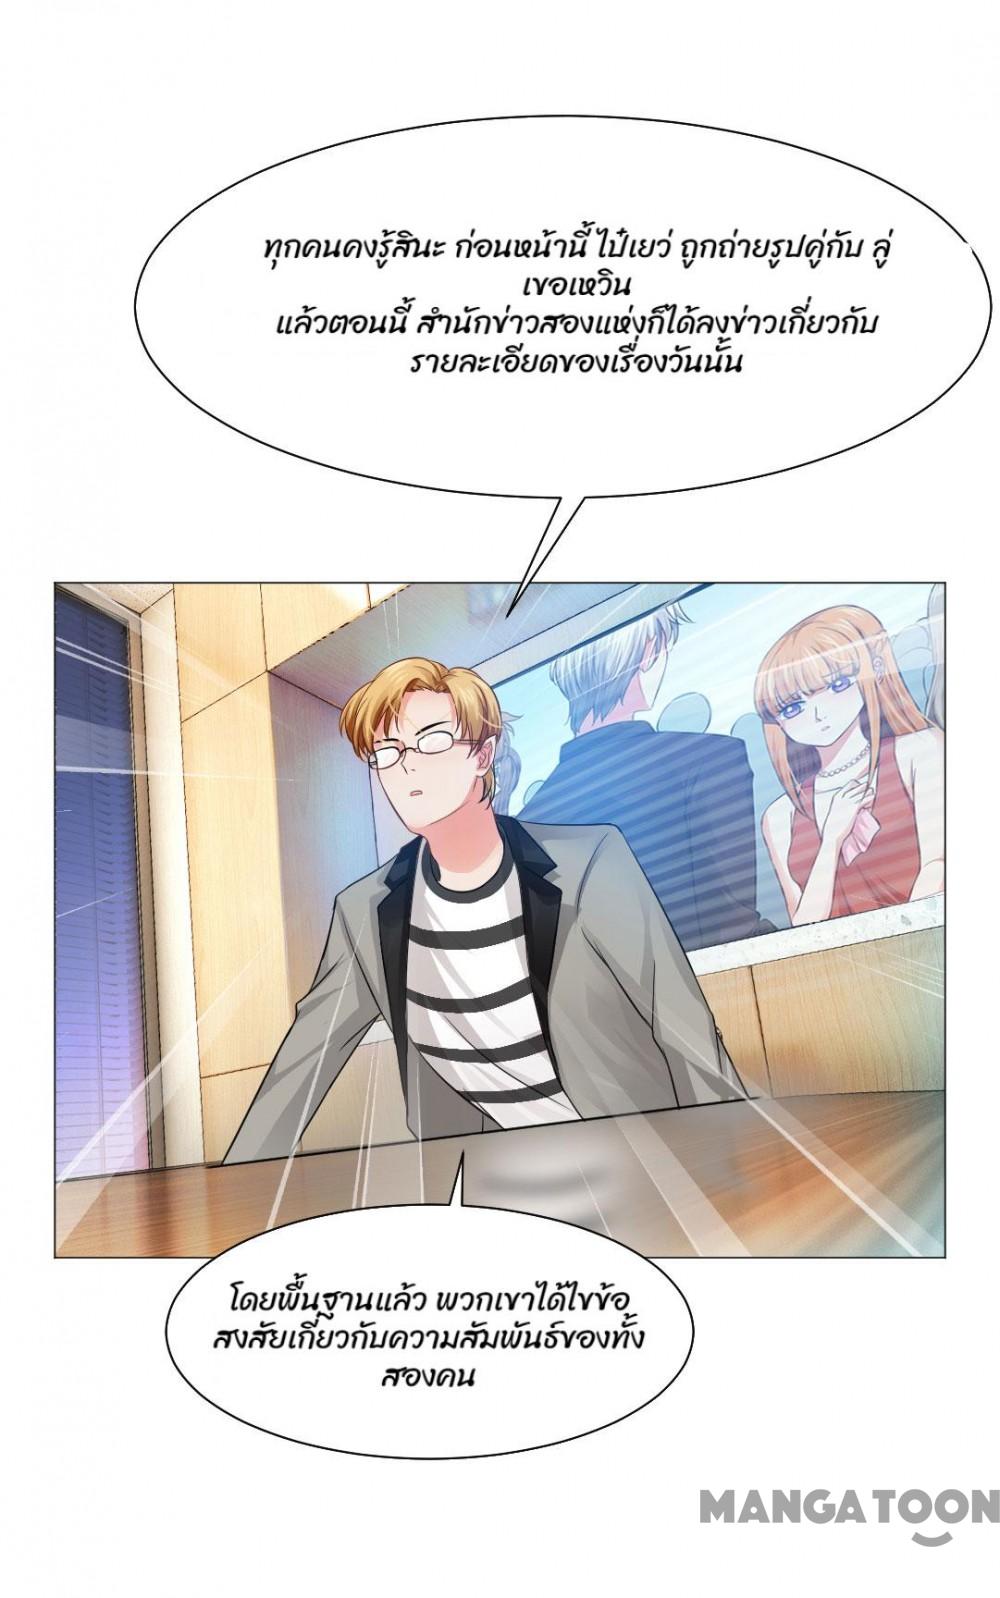 ทุกคนคงรู้สินะ ก่อนหน้านี้ ไป๋เยว่ ถูกถ่ายรูปคู่กับ ลู่
เขอเหวิน
แล้วตอนนี้ สำนักข่าวสองแห่งก็ได้ลงข่าวเกี่ยวกับ
รายละเอียดของเรื่องวันนั้น
โดยพื้นฐานแล้ว พวกเขาได้ไขข้อ
สงสัยเกี่ยวกับความสัมพันธ์ของทั้ง
สองคน
MANGATOON